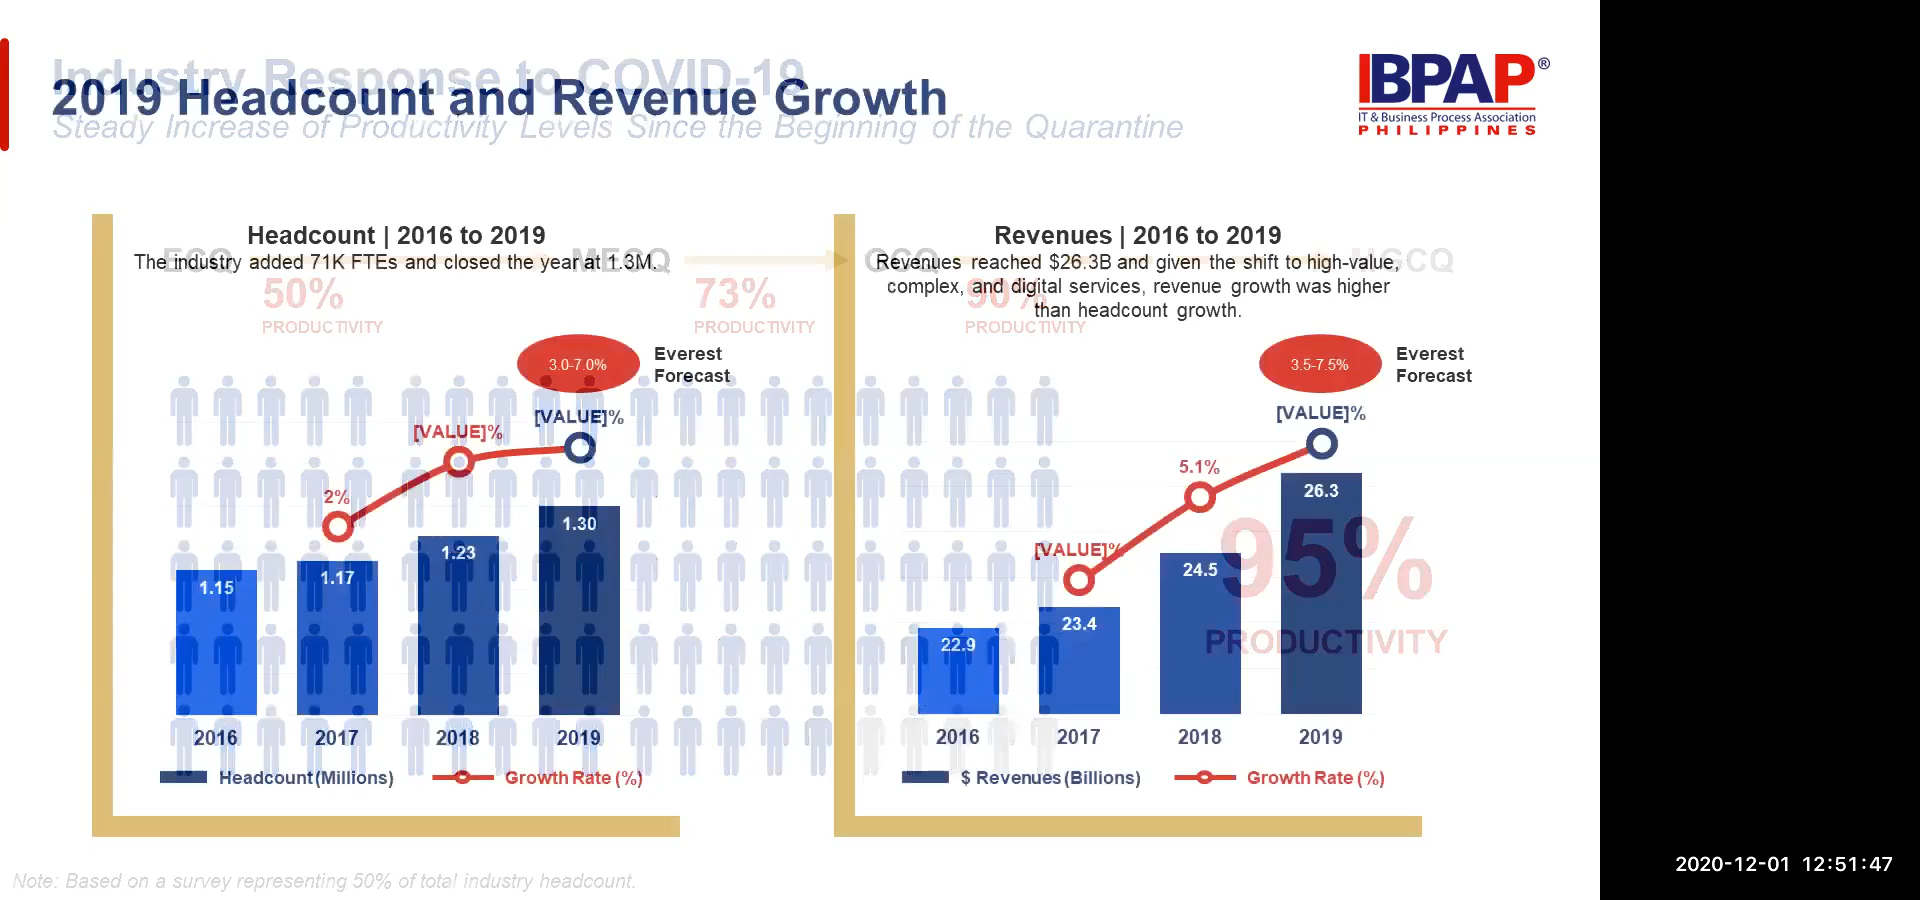 Industry Response to COVID-19
2019 Headcount and Revenue Growth
Steady Increase of Productivity Levels Since the Beginning of the Quarantine
IBPAP®
IT & Business Process Association
PHILIPPINES
Headcount | 2016 to 2019
The industry added 71K FTEs and closed the year at 1.3M.
ECQ
MECQ
GCQ
MGCQ
50%
PRODUCTIVITY
73%
PRODUCTIVITY
90%
PRODUCTIVITY
3.0-7.0%
Everest
Forecast
[VALUE]%
[VALUE]%
2%
1.15
1.17
1.23
1.30
2016
2017
2018
2019
Headcount (Millions)
Growth Rate (%)
Revenues | 2016 to 2019
Revenues reached $26.3B and given the shift to high-value,
complex, and digital services, revenue growth was higher
than headcount growth.
3.5-7.5%
Everest
Forecast
[VALUE]%
5.1%
[VALUE]%
22.9
23.4
24.5
26.3
95%
PRODUCTIVITY
2016
2017
2018
2019
$ Revenues (Billions)
Growth Rate (%)
Note: Based on a survey representing 50% of total industry headcount.
2020-12-01 12:51:47